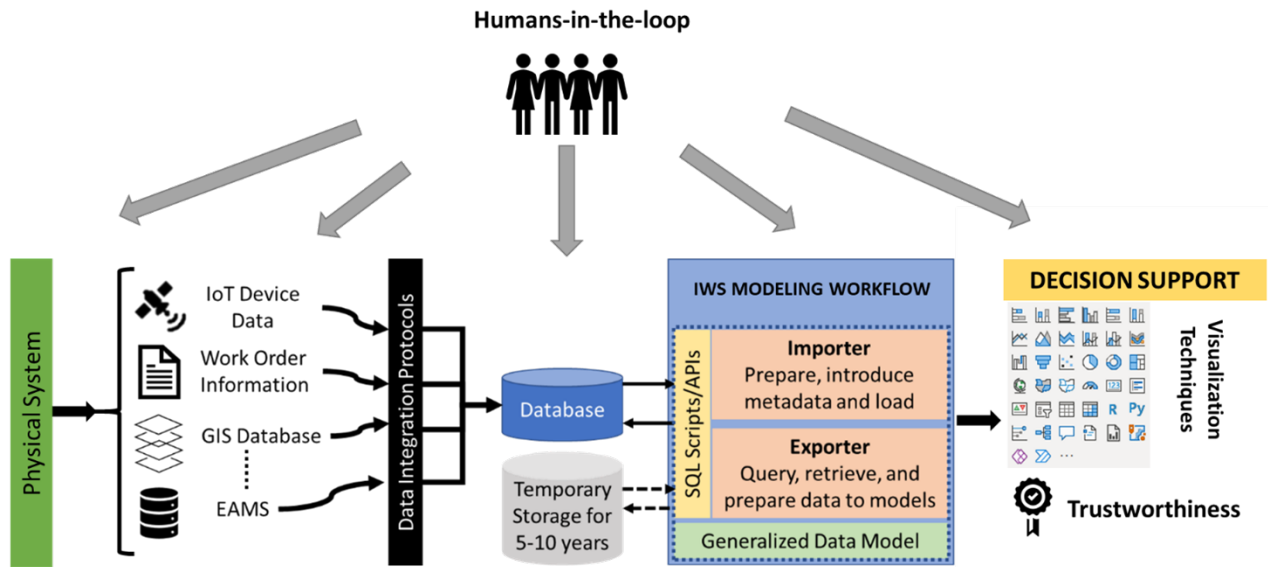 Humans-in-the-loop
Physical System
IoT Device
Data
Work Order
Information
GIS Database
EAMS
Data Integration Protocols
Database
Temporary
Storage for
5-10 years
IWS MODELING WORKFLOW
SQL Scripts/APIs
Importer
Prepare, introduce
metadata and load
Exporter
Query, retrieve, and
prepare data to models
Generalized Data Model
DECISION SUPPORT
123
R Py
Visualization
Techniques
Trustworthiness